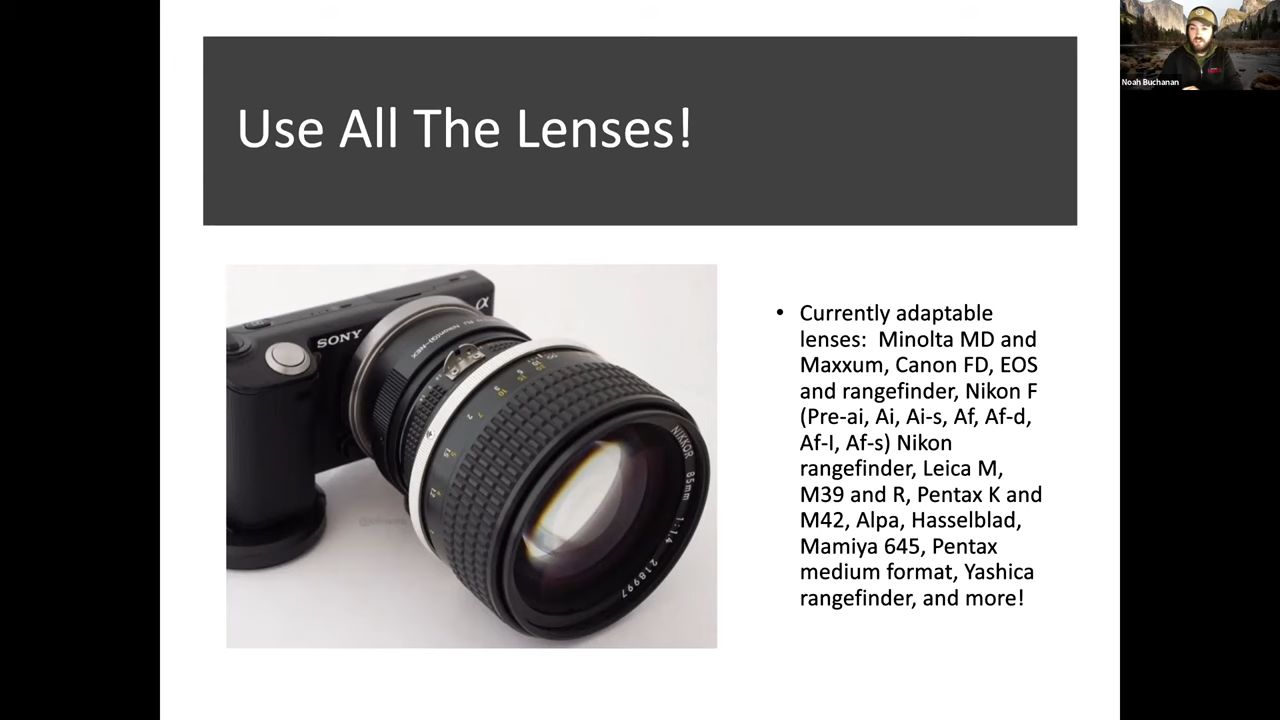 Use All The Lenses!
Noah Buchanan
SONY
α
NIKKOR 85mm 1:1.4 218997
• Currently adaptable
lenses:  Minolta MD and
Maxxum, Canon FD, EOS
and rangefinder, Nikon F
(Pre-ai, Ai, Ai-s, Af, Af-d,
Af-I, Af-s) Nikon
rangefinder, Leica M,
M39 and R, Pentax K and
M42, Alpa, Hasselblad,
Mamiya 645, Pentax
medium format, Yashica
rangefinder, and more!